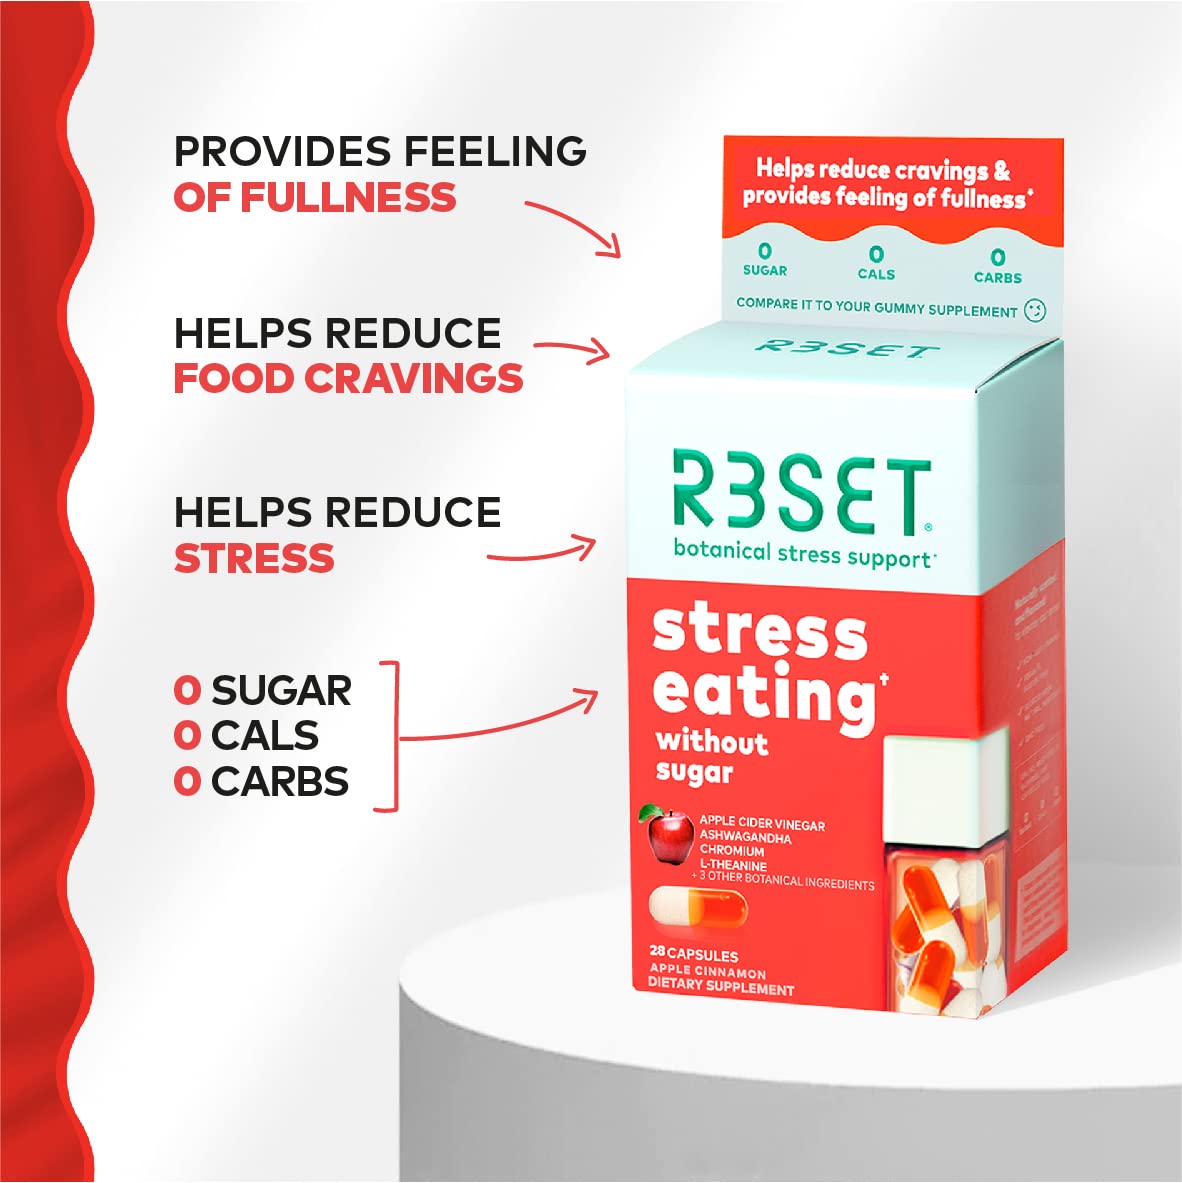 PROVIDES FEELING
OF FULLNESS
HELPS REDUCE
FOOD CRAVINGS
HELPS REDUCE
STRESS
0 SUGAR
0 CALS
0 CARBS
Helps reduce cravings &
provides feeling of fullness⁺
0
SUGAR
0
CALS
0
CARBS
COMPARE IT TO YOUR GUMMY SUPPLEMENT
R3SET
R3SET®
botanical stress support⁺
stress
eating⁺
without
sugar
APPLE CIDER VINEGAR
ASHWAGANDHA
CHROMIUM
L-THEANINE
+ 3 OTHER BOTANICAL INGREDIENTS
28 CAPSULES
APPLE CINNAMON
DIETARY SUPPLEMENT